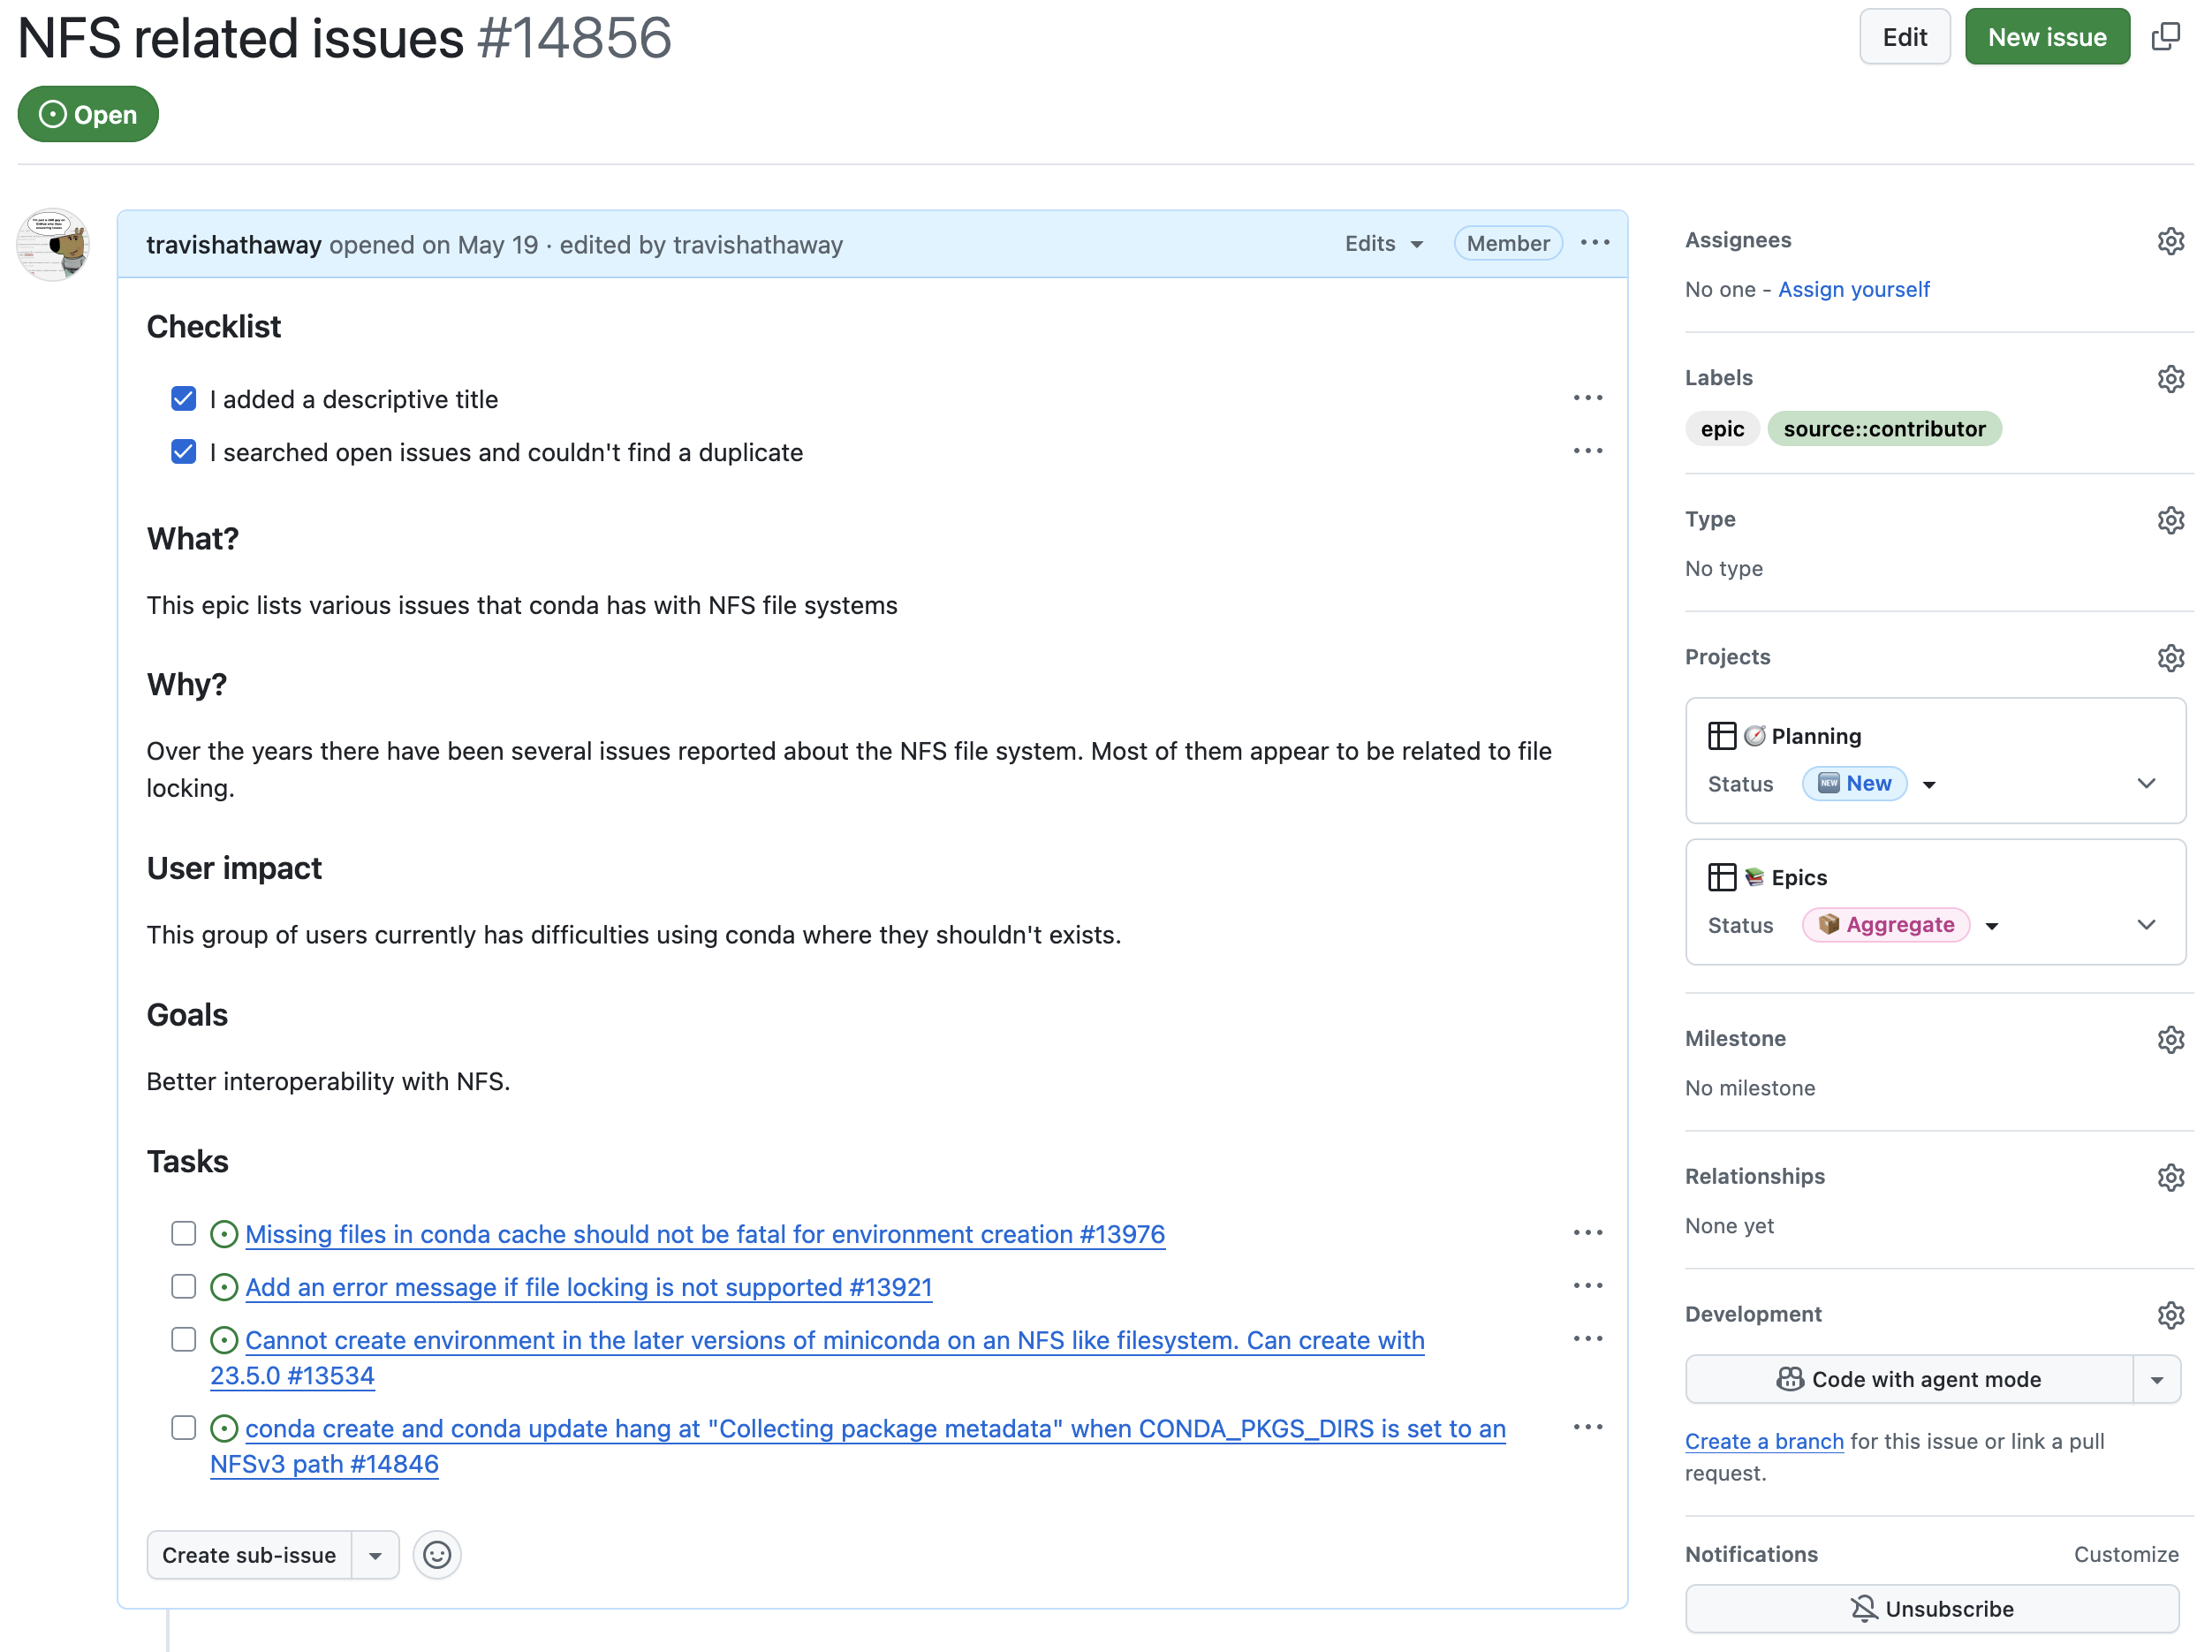 NFS related issues #14856
Edit
New issue
Open
travishathaway opened on May 19 · edited by travishathaway
Edits
Member
Checklist
I added a descriptive title
I searched open issues and couldn't find a duplicate
What?
This epic lists various issues that conda has with NFS file systems
Why?
Over the years there have been several issues reported about the NFS file system. Most of them appear to be related to file
locking.
User impact
This group of users currently has difficulties using conda where they shouldn't exists.
Goals
Better interoperability with NFS.
Tasks
Missing files in conda cache should not be fatal for environment creation #13976
Add an error message if file locking is not supported #13921
Cannot create environment in the later versions of miniconda on an NFS like filesystem. Can create with
23.5.0 #13534
conda create and conda update hang at "Collecting package metadata" when CONDA_PKGS_DIRS is set to an
NFSv3 path #14846
Create sub-issue
Assignees
No one - Assign yourself
Labels
epic
source::contributor
Type
No type
Projects
Planning
Status
NEW New
Epics
Status
Aggregate
Milestone
No milestone
Relationships
None yet
Development
Code with agent mode
Create a branch for this issue or link a pull
request.
Notifications
Customize
Unsubscribe